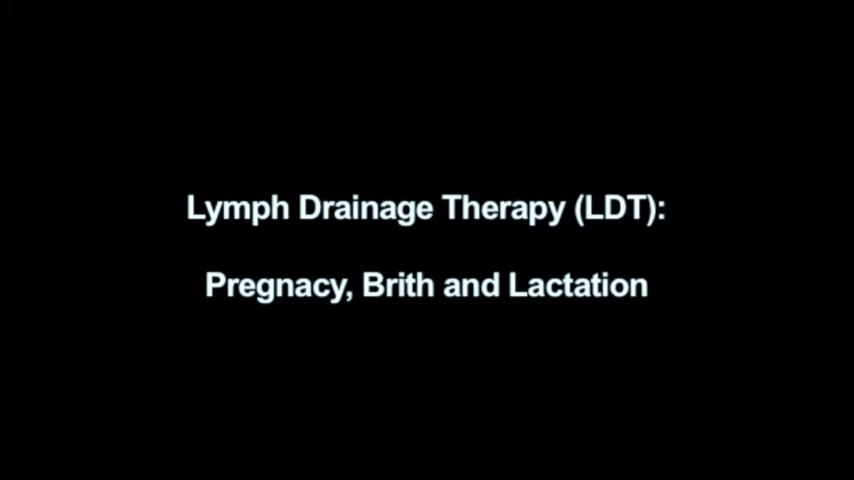 Lymph Drainage Therapy (LDT):
Pregnacy, Brith and Lactation